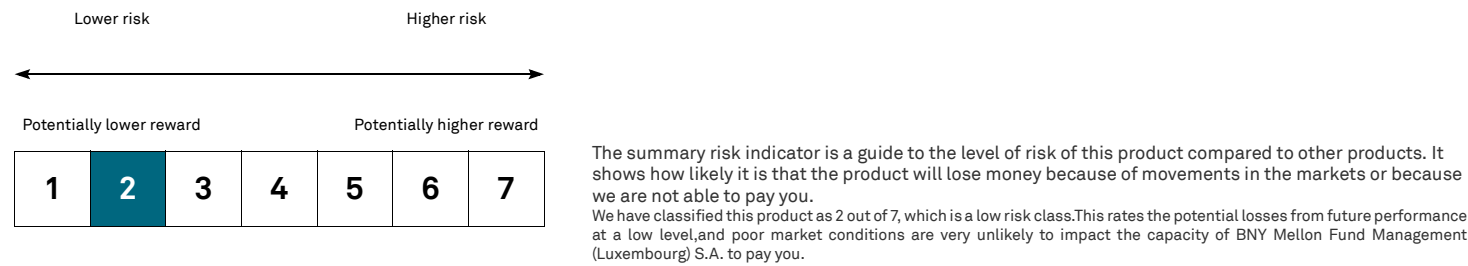 Lower risk Higher risk
Potentially lower reward Potentially higher reward
1 2 3 4 5 6 7
The summary risk indicator is a guide to the level of risk of this product compared to other products. It
shows how likely it is that the product will lose money because of movements in the markets or because
we are not able to pay you.
We have classified this product as 2 out of 7, which is a low risk class.This rates the potential losses from future performance
at a low level,and poor market conditions are very unlikely to impact the capacity of BNY Mellon Fund Management
(Luxembourg) S.A. to pay you.